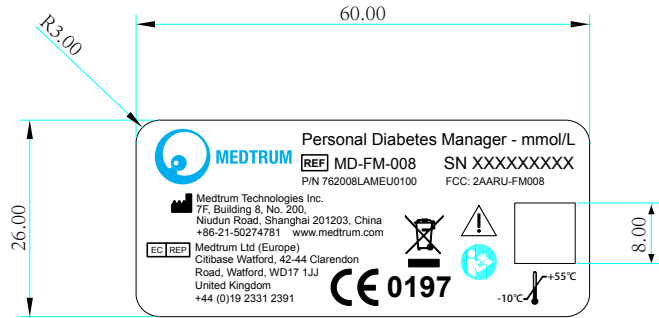 60.00
R3.00
26.00
8.00
MEDTRUM
Personal Diabetes Manager - mmol/L
REF MD-FM-008 SN XXXXXXXXX
P/N 762008LAMEU0100 FCC: 2AARU-FM008
Medtrum Technologies Inc.
7F, Building 8, No. 200,
Niudun Road, Shanghai 201203, China
+86-21-50274781 www.medtrum.com
EC REP Medtrum Ltd (Europe)
Citibase Watford, 42-44 Clarendon
Road, Watford, WD17 1JJ
United Kingdom
+44 (0)19 2331 2391
CE 0197
-10℃
+55℃